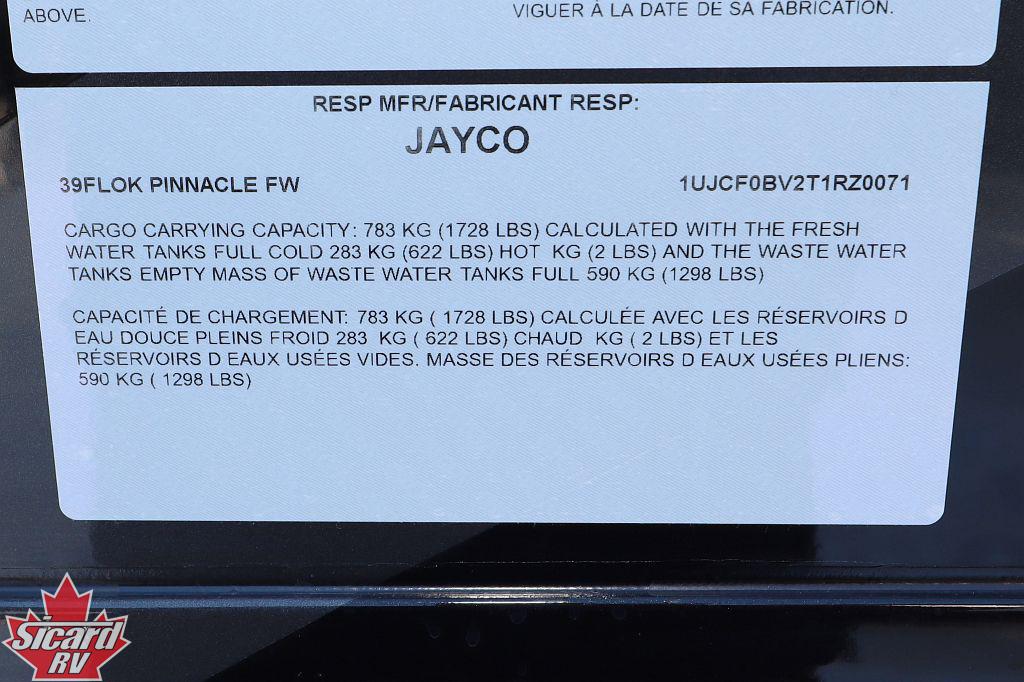 ABOVE.
VIGUER À LA DATE DE SA FABRICATION.
RESP MFR/FABRICANT RESP:
JAYCO
39FLOK PINNACLE FW
1UJCF0BV2T1RZ0071
CARGO CARRYING CAPACITY: 783 KG (1728 LBS) CALCULATED WITH THE FRESH
WATER TANKS FULL COLD 283 KG (622 LBS) HOT  KG (2 LBS) AND THE WASTE WATER
TANKS EMPTY MASS OF WASTE WATER TANKS FULL 590 KG (1298 LBS)
CAPACITÉ DE CHARGEMENT: 783 KG ( 1728 LBS) CALCULÉE AVEC LES RÉSERVOIRS D
EAU DOUCE PLEINS FROID 283  KG ( 622 LBS) CHAUD  KG ( 2 LBS) ET LES
RÉSERVOIRS D EAUX USÉES VIDES. MASSE DES RÉSERVOIRS D EAUX USÉES PLIENS:
590 KG ( 1298 LBS)
Sicard
RV